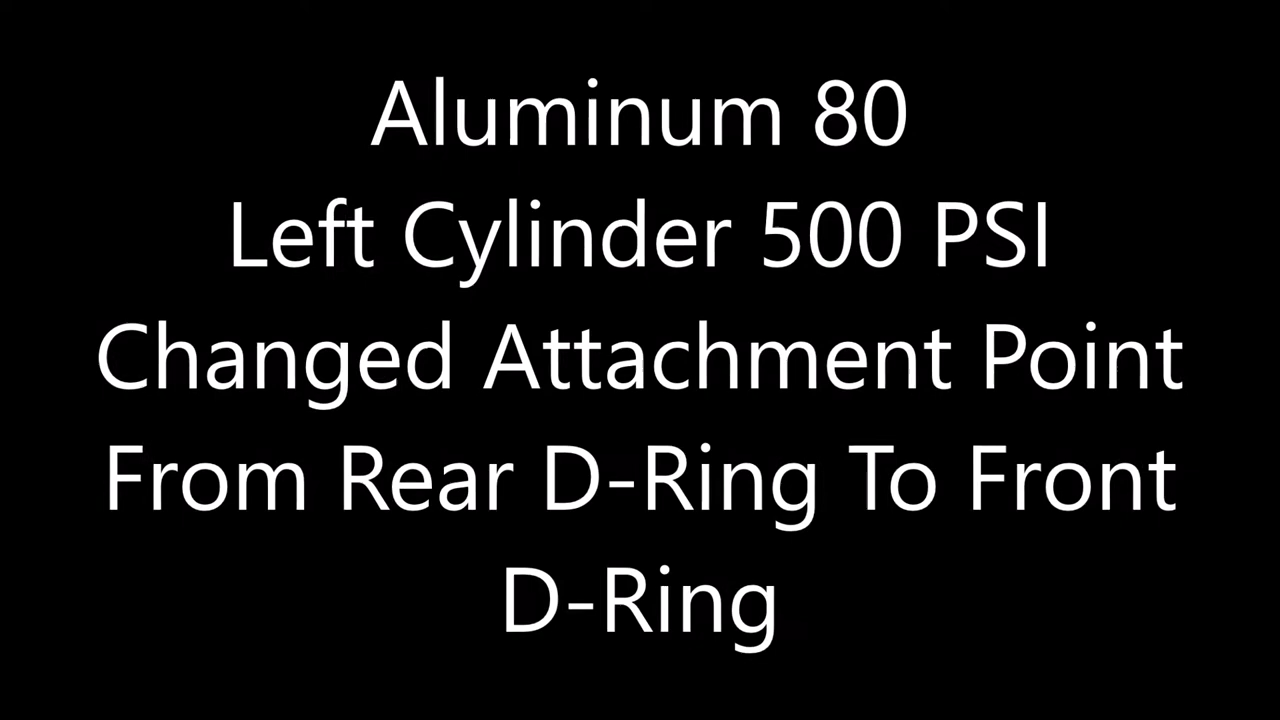 Aluminum 80
Left Cylinder 500 PSI
Changed Attachment Point
From Rear D-Ring To Front
D-Ring